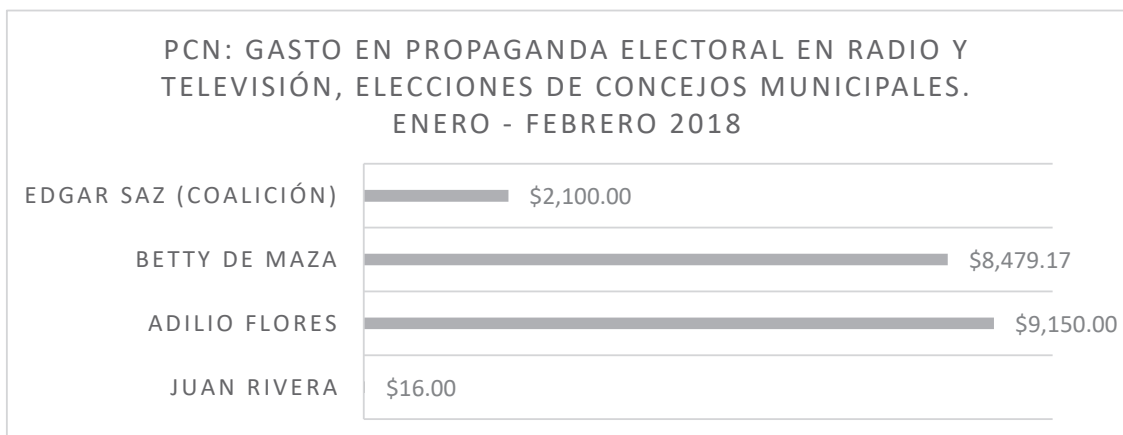 PCN: GASTO EN PROPAGANDA ELECTORAL EN RADIO Y
TELEVISIÓN, ELECCIONES DE CONCEJOS MUNICIPALES.
ENERO - FEBRERO 2018
EDGAR SAZ (COALICIÓN) $2,100.00
BETTY DE MAZA $8,479.17
ADILIO FLORES $9,150.00
JUAN RIVERA $16.00